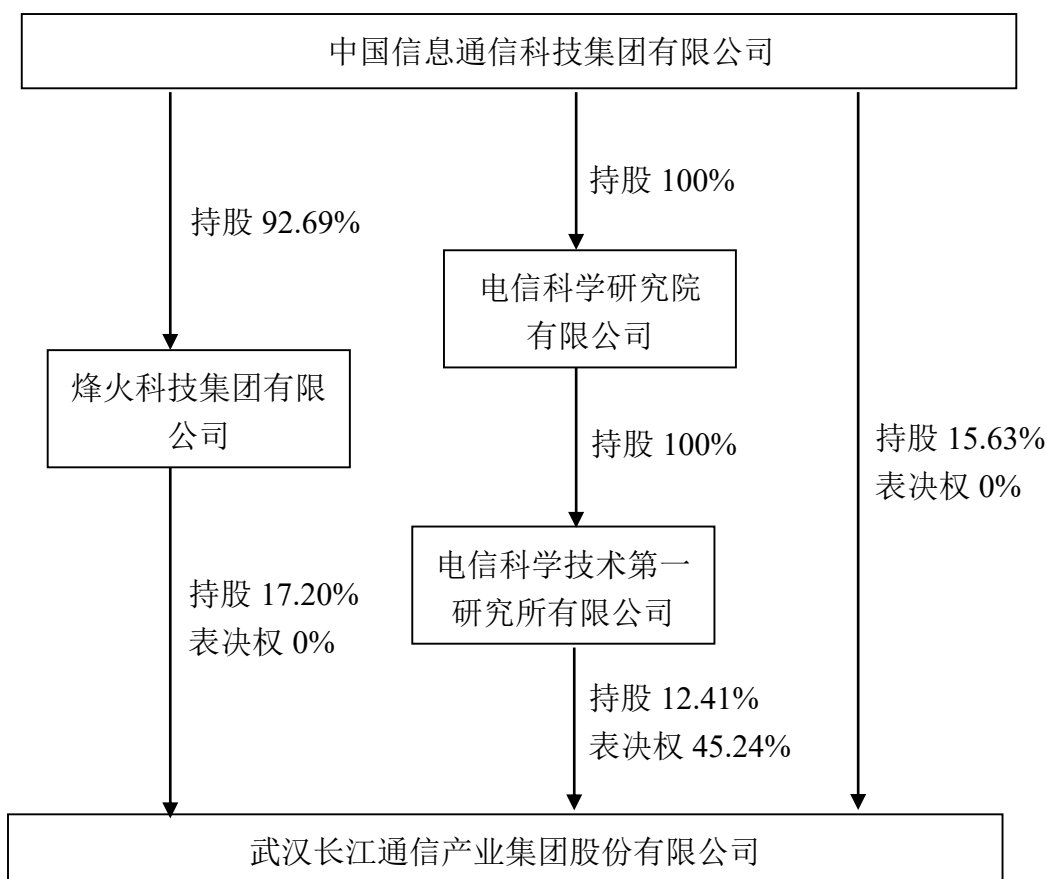 中国信息通信科技集团有限公司
持股 100%
持股 92.69%
电信科学研究院
有限公司
烽火科技集团有限
公司
持股 100%
持股 15.63%
表决权 0%
电信科学技术第一
研究所有限公司
持股 17.20%
表决权 0%
持股 12.41%
表决权 45.24%
武汉长江通信产业集团股份有限公司